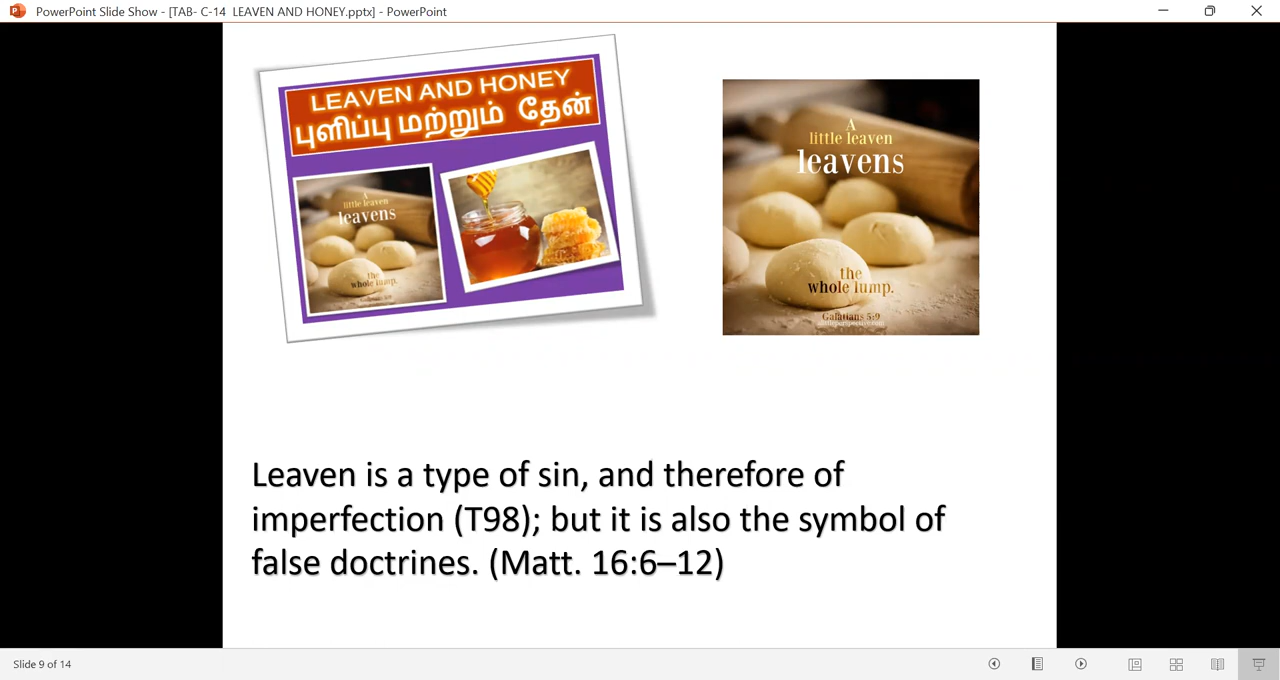 PowerPoint Slide Show - [TAB- C-14  LEAVEN AND HONEY.pptx] - PowerPoint
LEAVEN AND HONEY
புளிப்பு மற்றும் தேன்
A
little leaven
leavens
the
whole lump.
A
little leaven
leavens
the
whole lump.
Galatians 5:9
Leaven is a type of sin, and therefore of
imperfection (T98); but it is also the symbol of
false doctrines. (Matt. 16:6–12)
Slide 9 of 14